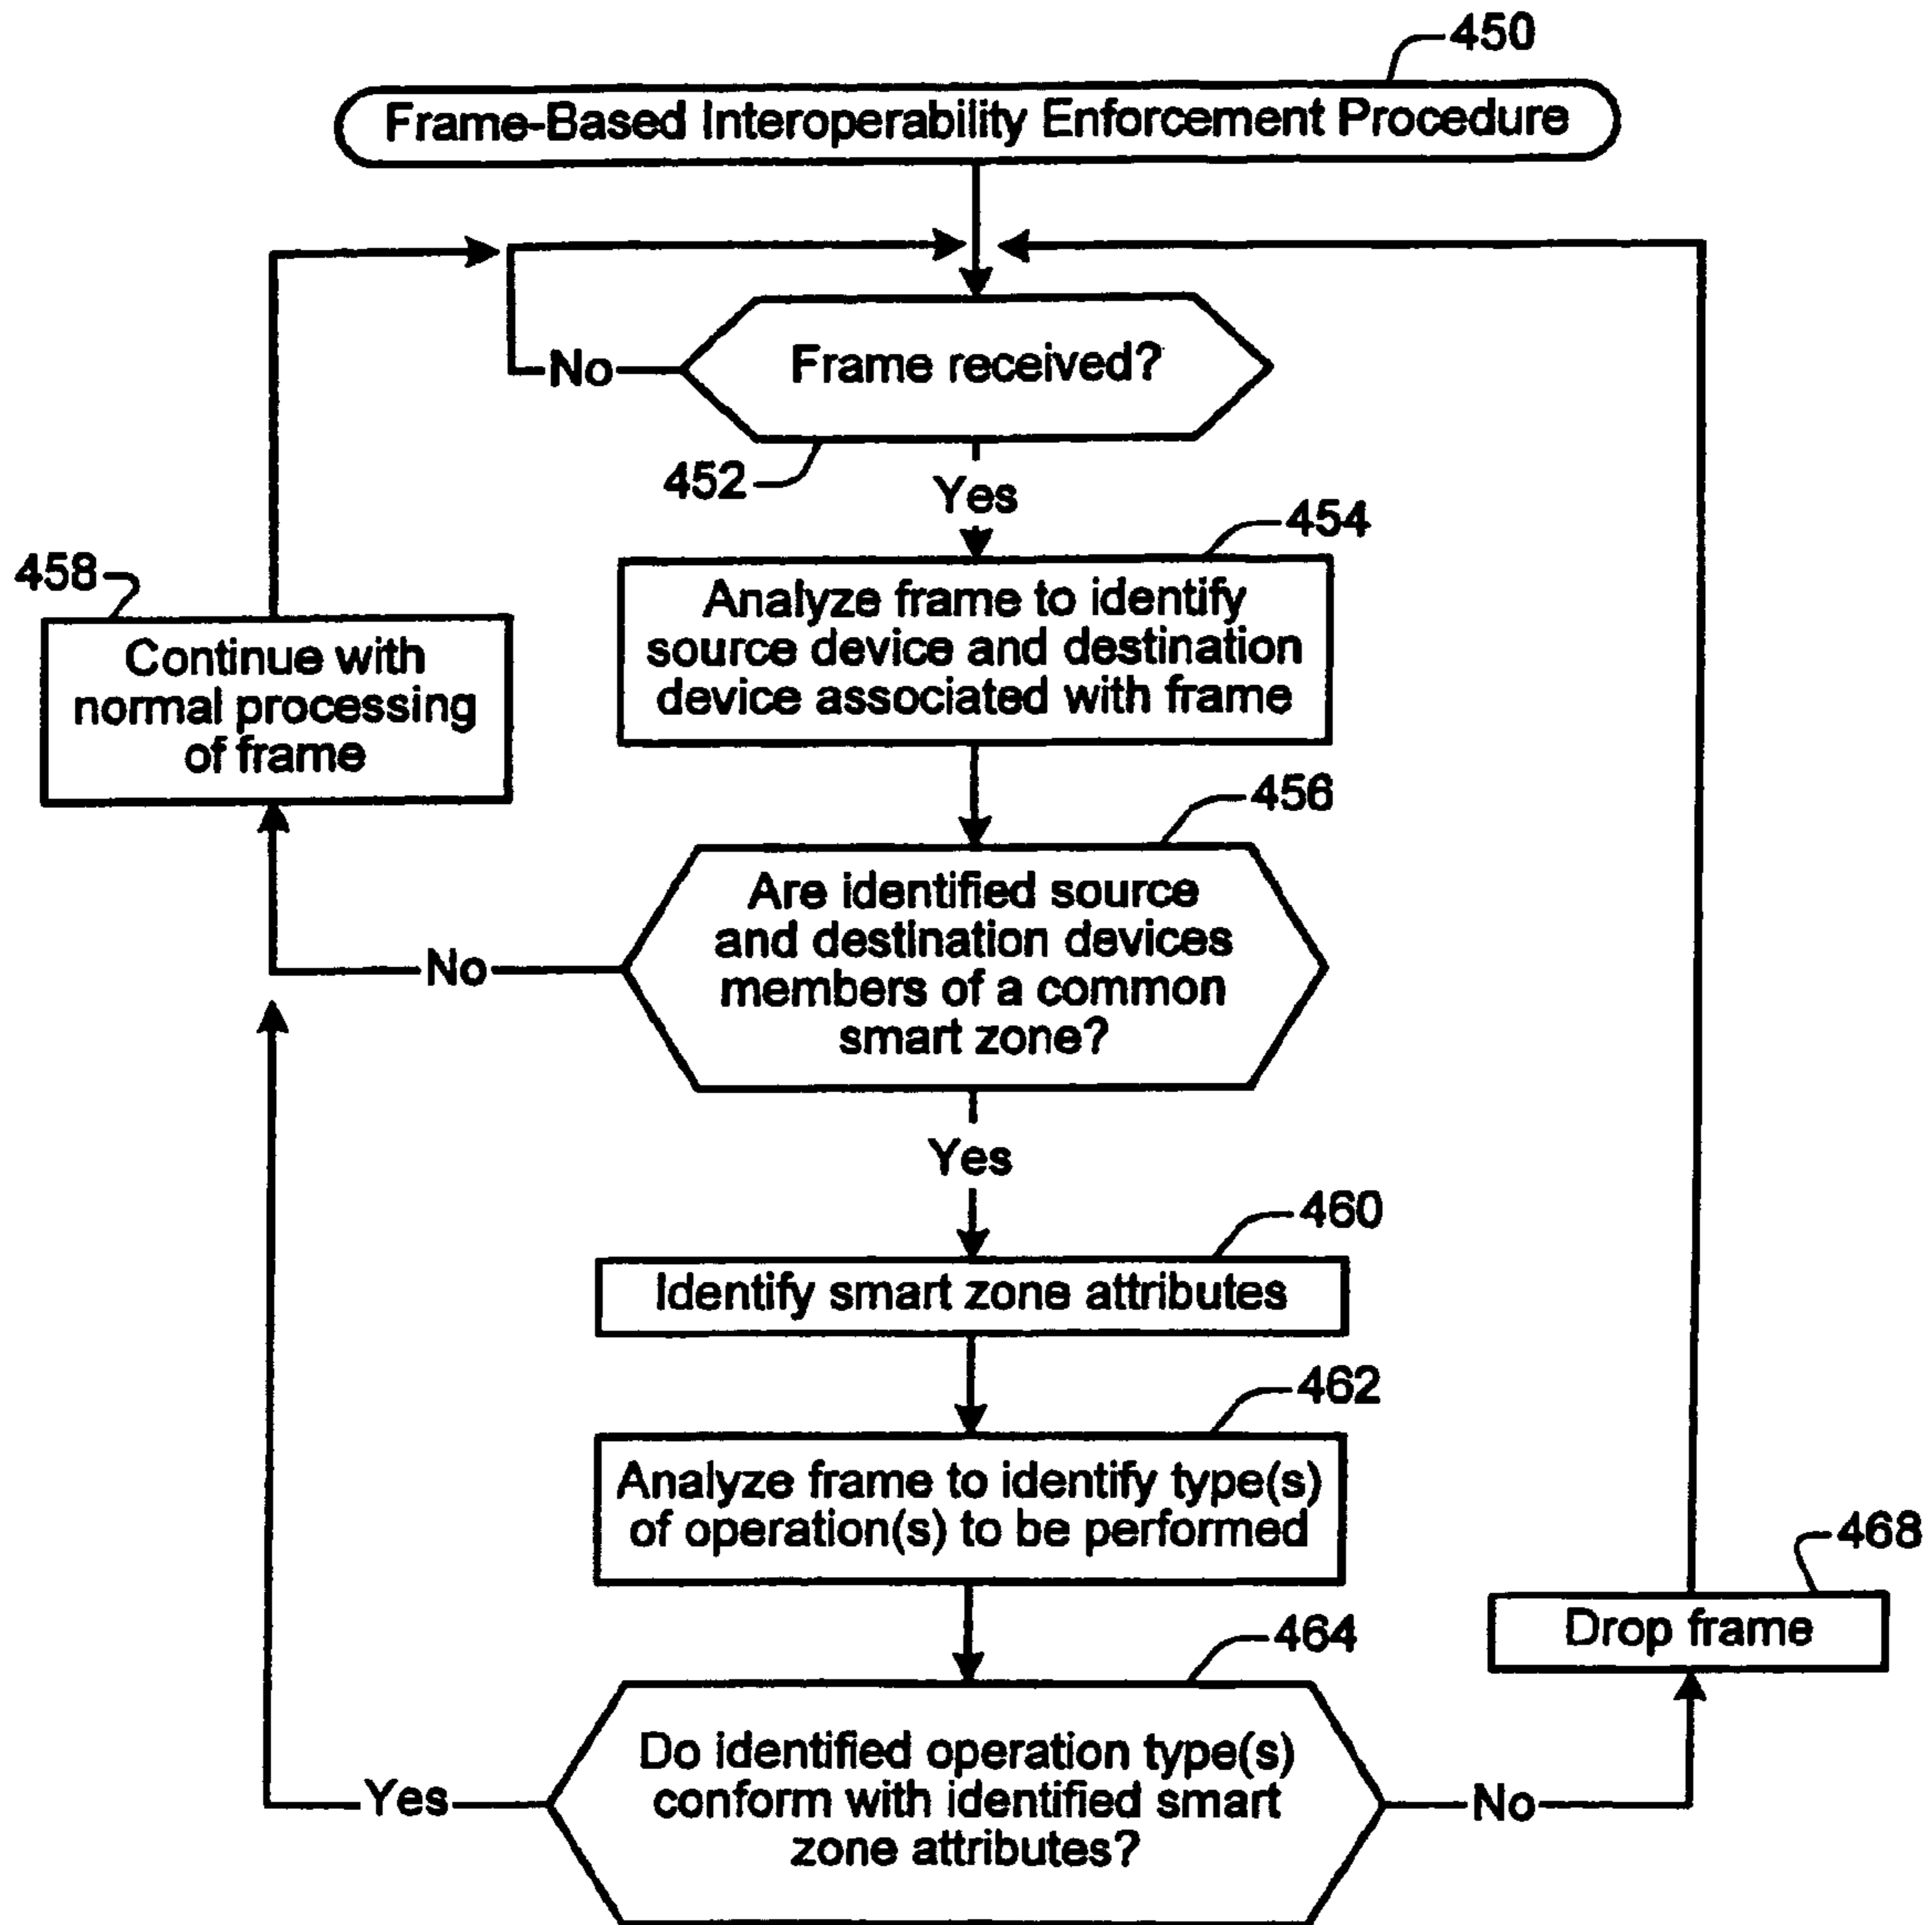 450
Frame-Based Interoperability Enforcement Procedure
Frame received?
No
452
Yes
454
Analyze frame to identify
source device and destination
device associated with frame
458
Continue with
normal processing
of frame
456
Are identified source
and destination devices
members of a common
smart zone?
No
Yes
460
Identify smart zone attributes
462
Analyze frame to identify type(s)
of operation(s) to be performed
468
Drop frame
464
Do identified operation type(s)
conform with identified smart
zone attributes?
Yes
No